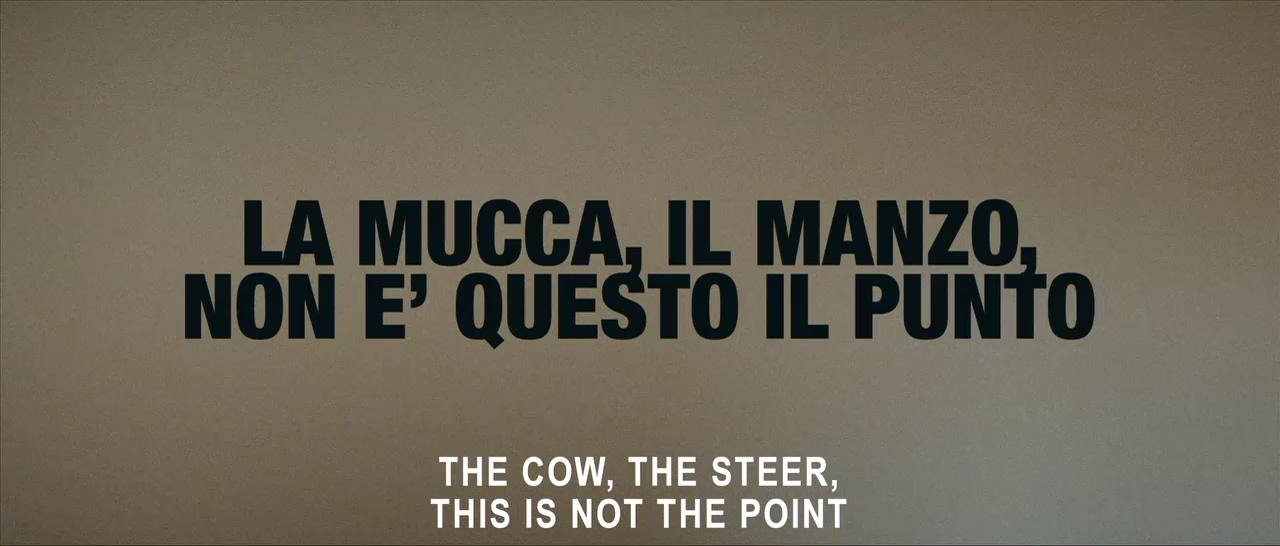 LA MUCCA, IL MANZO,
NON E’ QUESTO IL PUNTO
THE COW, THE STEER,
THIS IS NOT THE POINT